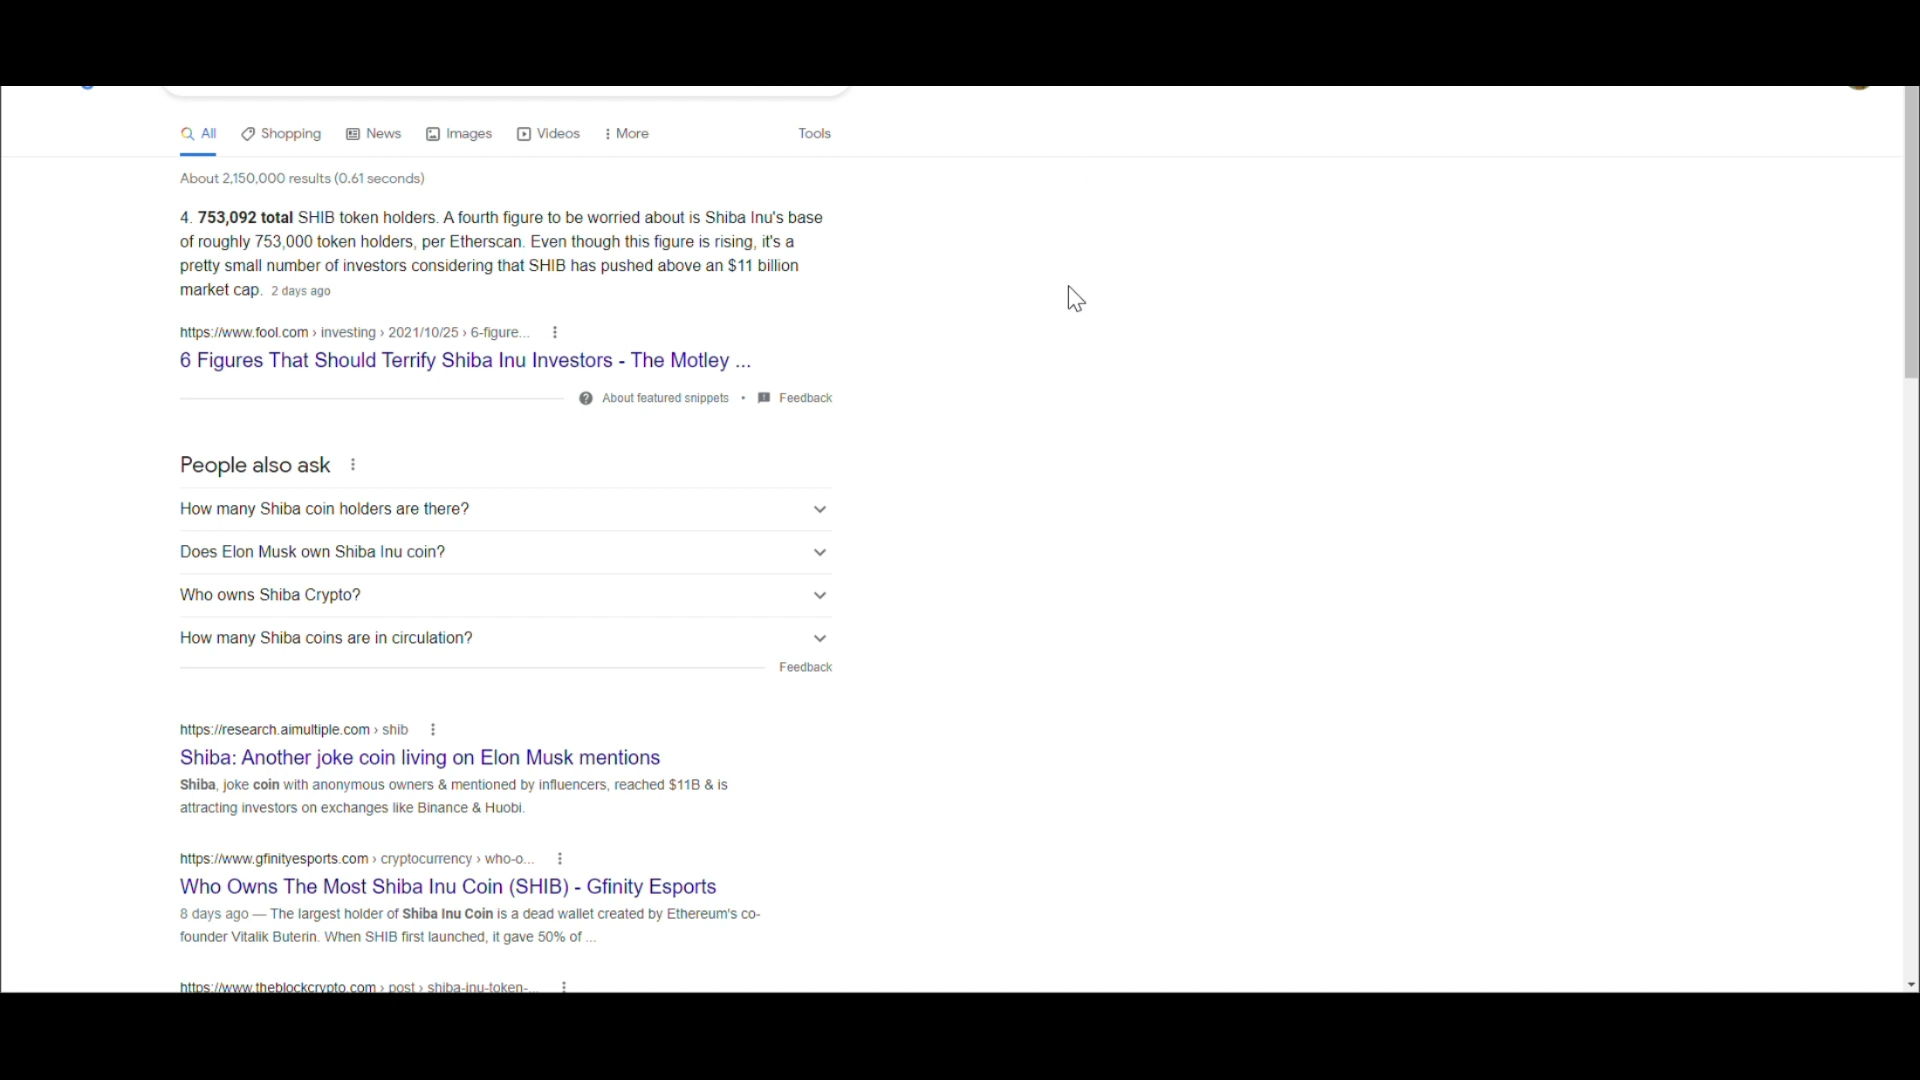 All Shopping News Images Videos More Tools
About 2,150,000 results (0.61 seconds)
4. 753,092 total SHIB token holders. A fourth figure to be worried about is Shiba Inu's base
of roughly 753,000 token holders, per Etherscan. Even though this figure is rising, it's a
pretty small number of investors considering that SHIB has pushed above an $11 billion
market cap. 2 days ago
https://www.fool.com › investing › 2021/10/25 › 6-figure...
6 Figures That Should Terrify Shiba Inu Investors - The Motley ...
About featured snippets • Feedback
People also ask
How many Shiba coin holders are there?
Does Elon Musk own Shiba Inu coin?
Who owns Shiba Crypto?
How many Shiba coins are in circulation?
Feedback
https://research.aimultiple.com › shib
Shiba: Another joke coin living on Elon Musk mentions
Shiba, joke coin with anonymous owners & mentioned by influencers, reached $11B & is
attracting investors on exchanges like Binance & Huobi.
https://www.gfinityesports.com › cryptocurrency › who-o...
Who Owns The Most Shiba Inu Coin (SHIB) - Gfinity Esports
8 days ago — The largest holder of Shiba Inu Coin is a dead wallet created by Ethereum's co-
founder Vitalik Buterin. When SHIB first launched, it gave 50% of ...
https://www.theblockcrypto.com › post › shiba-inu-token-...